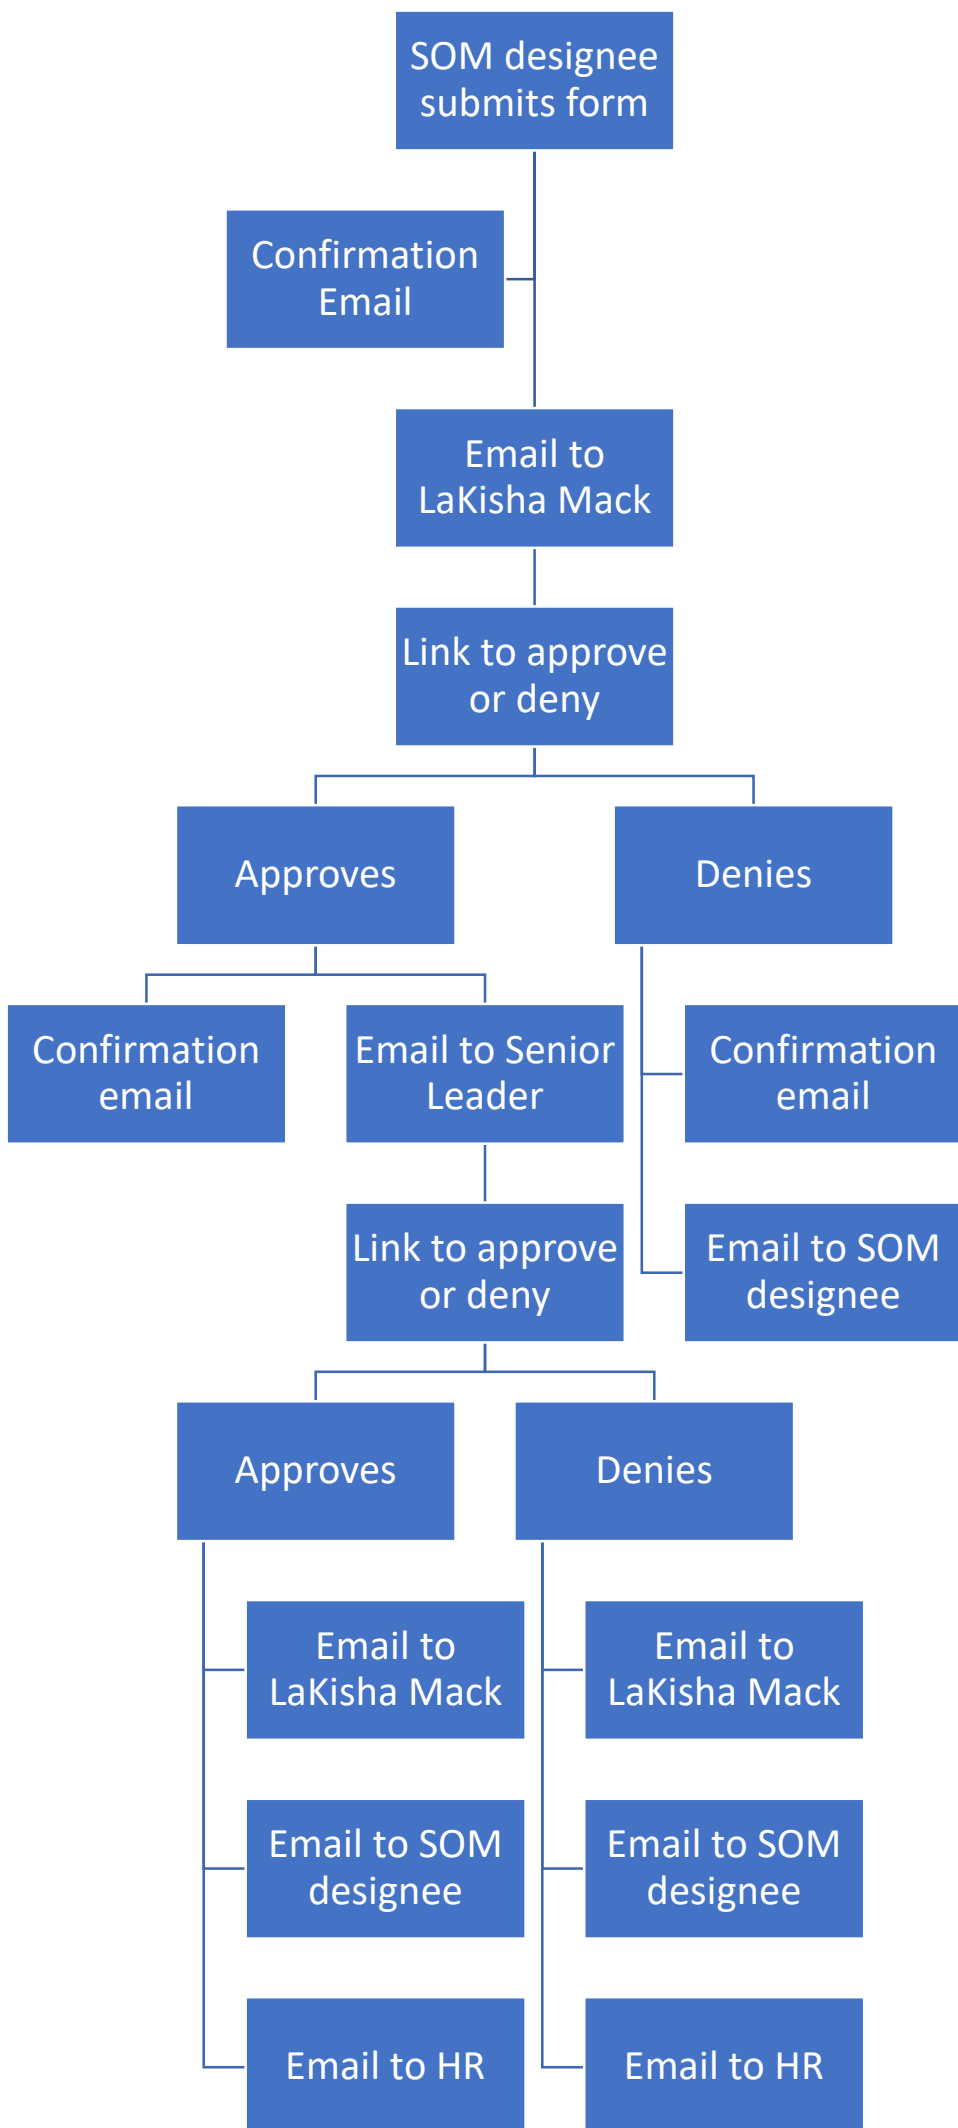 SOM designee
submits form
Confirmation
Email
Email to
LaKisha Mack
Link to approve
or deny
Approves
Denies
Confirmation
email
Email to Senior
Leader
Confirmation
email
Link to approve
or deny
Email to SOM
designee
Approves
Denies
Email to
LaKisha Mack
Email to
LaKisha Mack
Email to SOM
designee
Email to SOM
designee
Email to HR
Email to HR